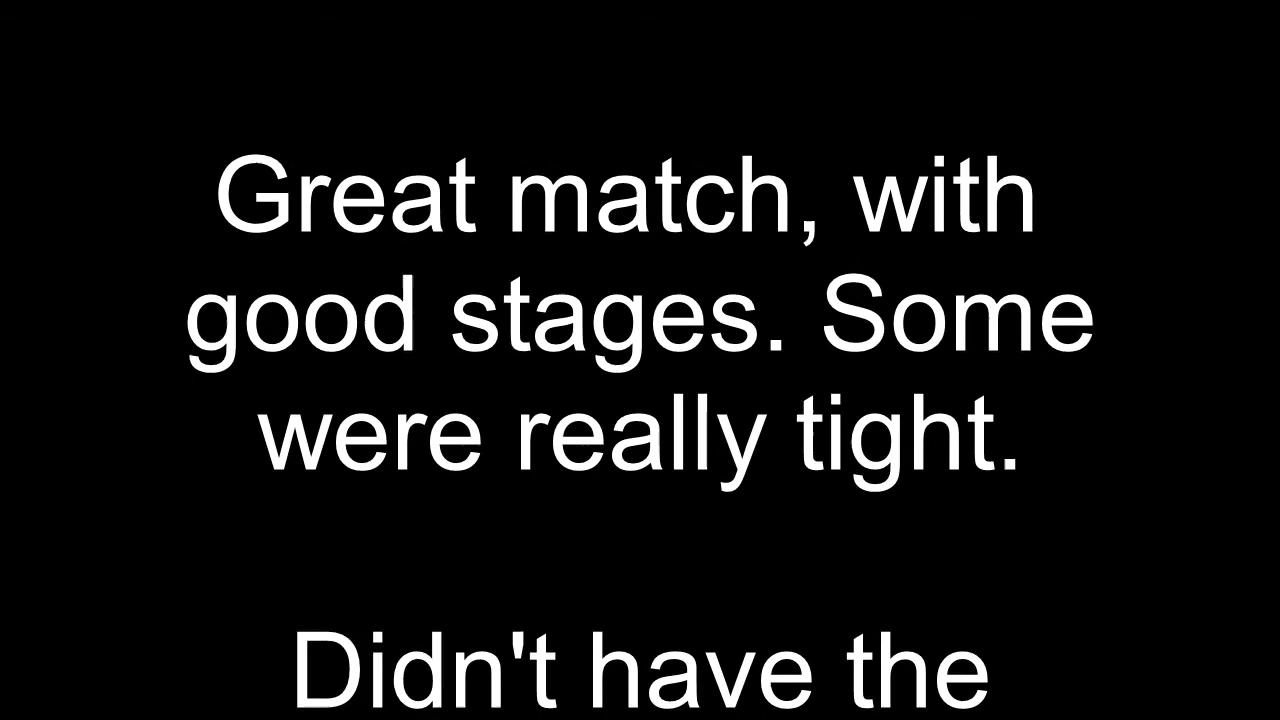 Great match, with
good stages. Some
were really tight.
Didn't have the